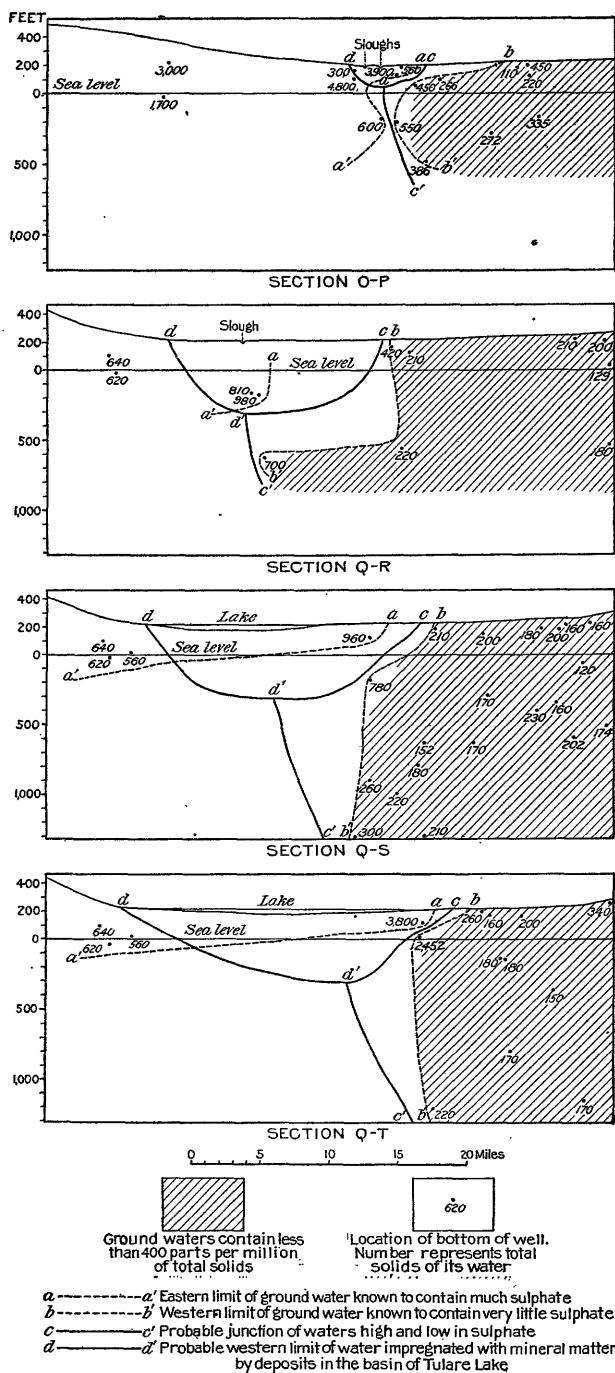 FEET
400
200
0
500
1,000
Sea level
Sloughs
d
a c
b
300
3,900
560
4,800
a
3,000
1,700
450
266
110
450
220
335
272
600
550
386
a'
b'
c'
SECTION O-P
400
200
0
500
1,000
d
Slough
c b
a
Sea level
640
620
810
980
a'
d'
420
210
210
200
129
700
b'
c'
220
180
SECTION Q-R
400
200
0
500
1,000
d
Lake
a
c
b
960
640
620
560
Sea level
a'
210
200
180
200
160
160
120
780
d'
170
230
160
174
152
170
202
180
260
220
c' b'
300
210
SECTION Q-S
400
200
0
500
1,000
d
Lake
a
c
b
3,800
260
160
200
340
640
620
560
Sea level
a'
2452
d'
180
180
150
170
170
c'
b'
220
SECTION Q-T
0 5 10 15 20 Miles
620
Ground waters contain less
than 400 parts per million
of total solids
Location of bottom of well.
Number represents total
solids of its water
a a' Eastern limit of ground water known to contain much sulphate
b b' Western limit of ground water known to contain very little sulphate
c c' Probable junction of waters high and low in sulphate
d d' Probable western limit of water impregnated with mineral matter
by deposits in the basin of Tulare Lake